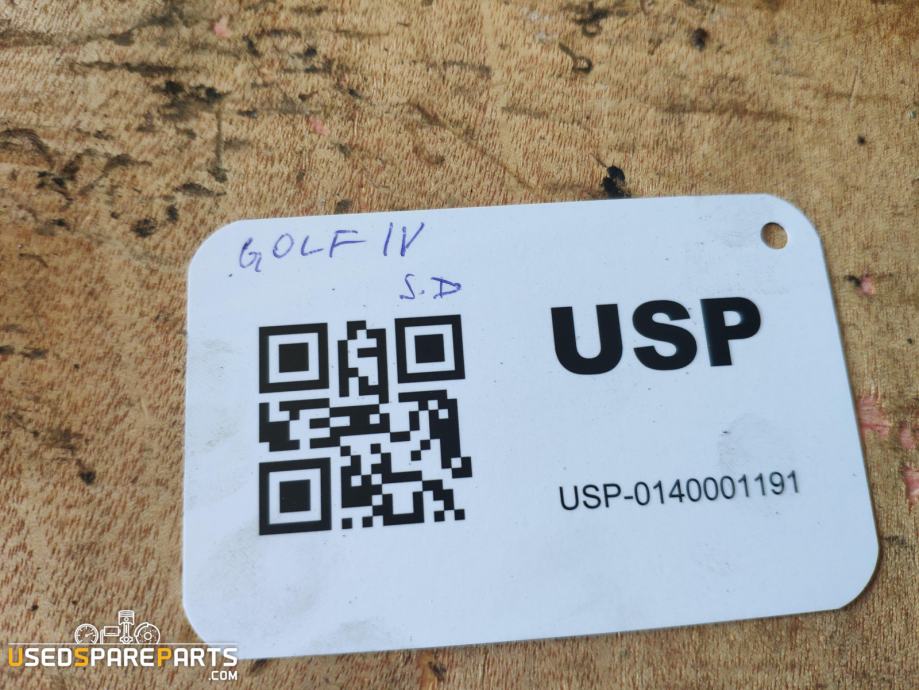 GOLF IV
S.D
USP
USP-0140001191
USEDSPAREPARTS
.COM